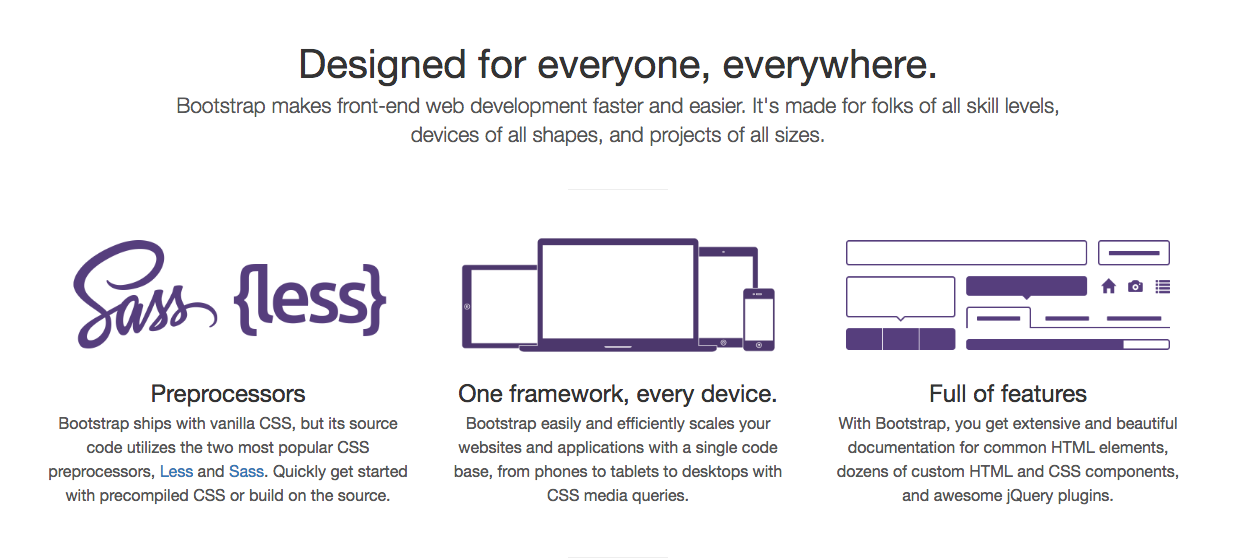 Designed for everyone, everywhere.
Bootstrap makes front-end web development faster and easier. It's made for folks of all skill levels,
devices of all shapes, and projects of all sizes.
Sass {less}
Preprocessors
Bootstrap ships with vanilla CSS, but its source
code utilizes the two most popular CSS
preprocessors, Less and Sass. Quickly get started
with precompiled CSS or build on the source.
One framework, every device.
Bootstrap easily and efficiently scales your
websites and applications with a single code
base, from phones to tablets to desktops with
CSS media queries.
Full of features
With Bootstrap, you get extensive and beautiful
documentation for common HTML elements,
dozens of custom HTML and CSS components,
and awesome jQuery plugins.